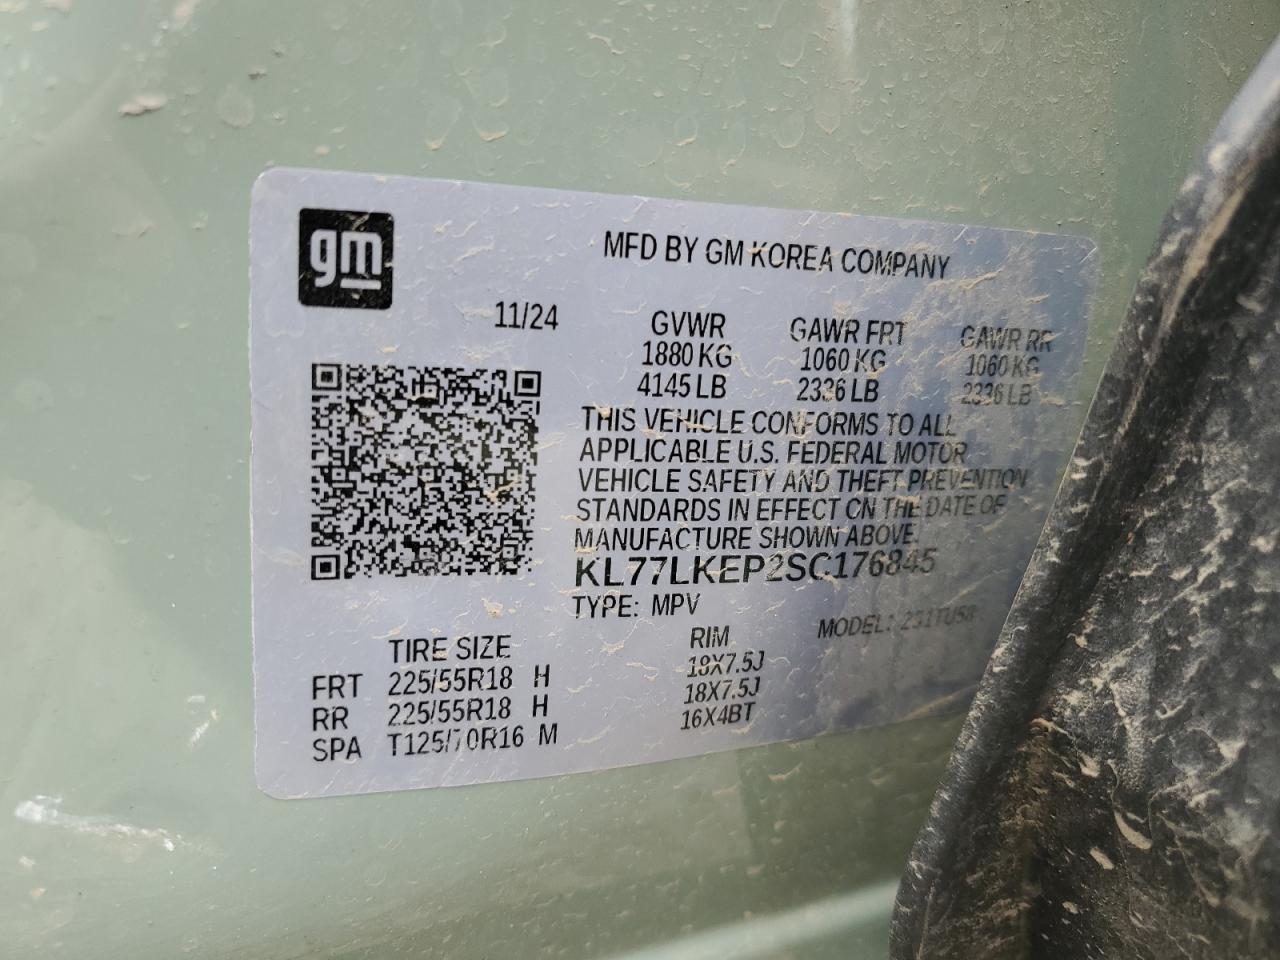 gm
MFD BY GM KOREA COMPANY
11/24 GVWR GAWR FRT GAWR RR
1880 KG 1060 KG 1060 KG
4145 LB 2336 LB 2336 LB
THIS VEHICLE CONFORMS TO ALL
APPLICABLE U.S. FEDERAL MOTOR
VEHICLE SAFETY AND THEFT PREVENTION
STANDARDS IN EFFECT ON THE DATE OF
MANUFACTURE SHOWN ABOVE.
KL77LKEP2SC176845
TYPE: MPV MODEL:
TIRE SIZE RIM
FRT 225/55R18 H 18X7.5J
RR 225/55R18 H 18X7.5J
SPA T125/70R16 M 16X4BT